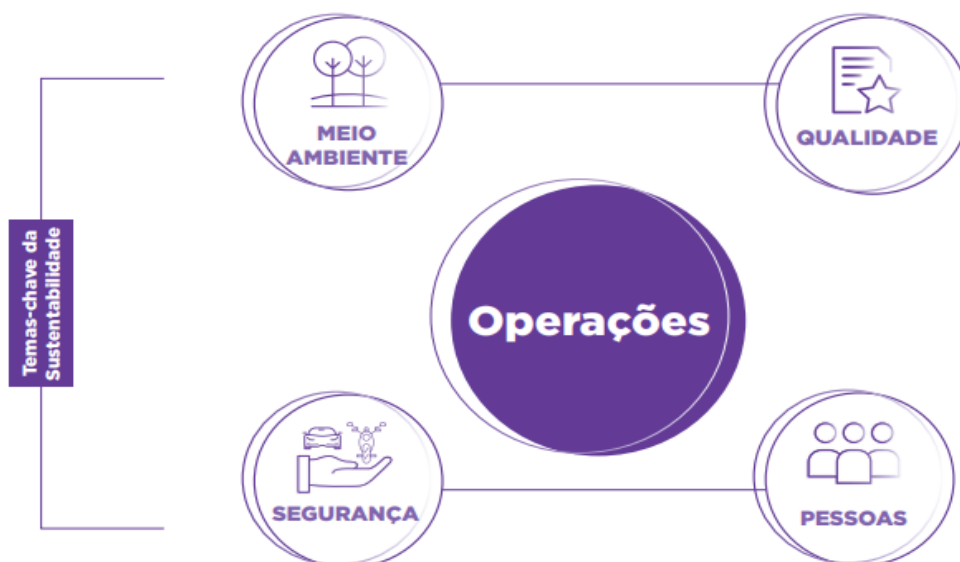 MEIO
AMBIENTE
QUALIDADE
Temas-chave da
Sustentabilidade
Operações
SEGURANÇA
PESSOAS